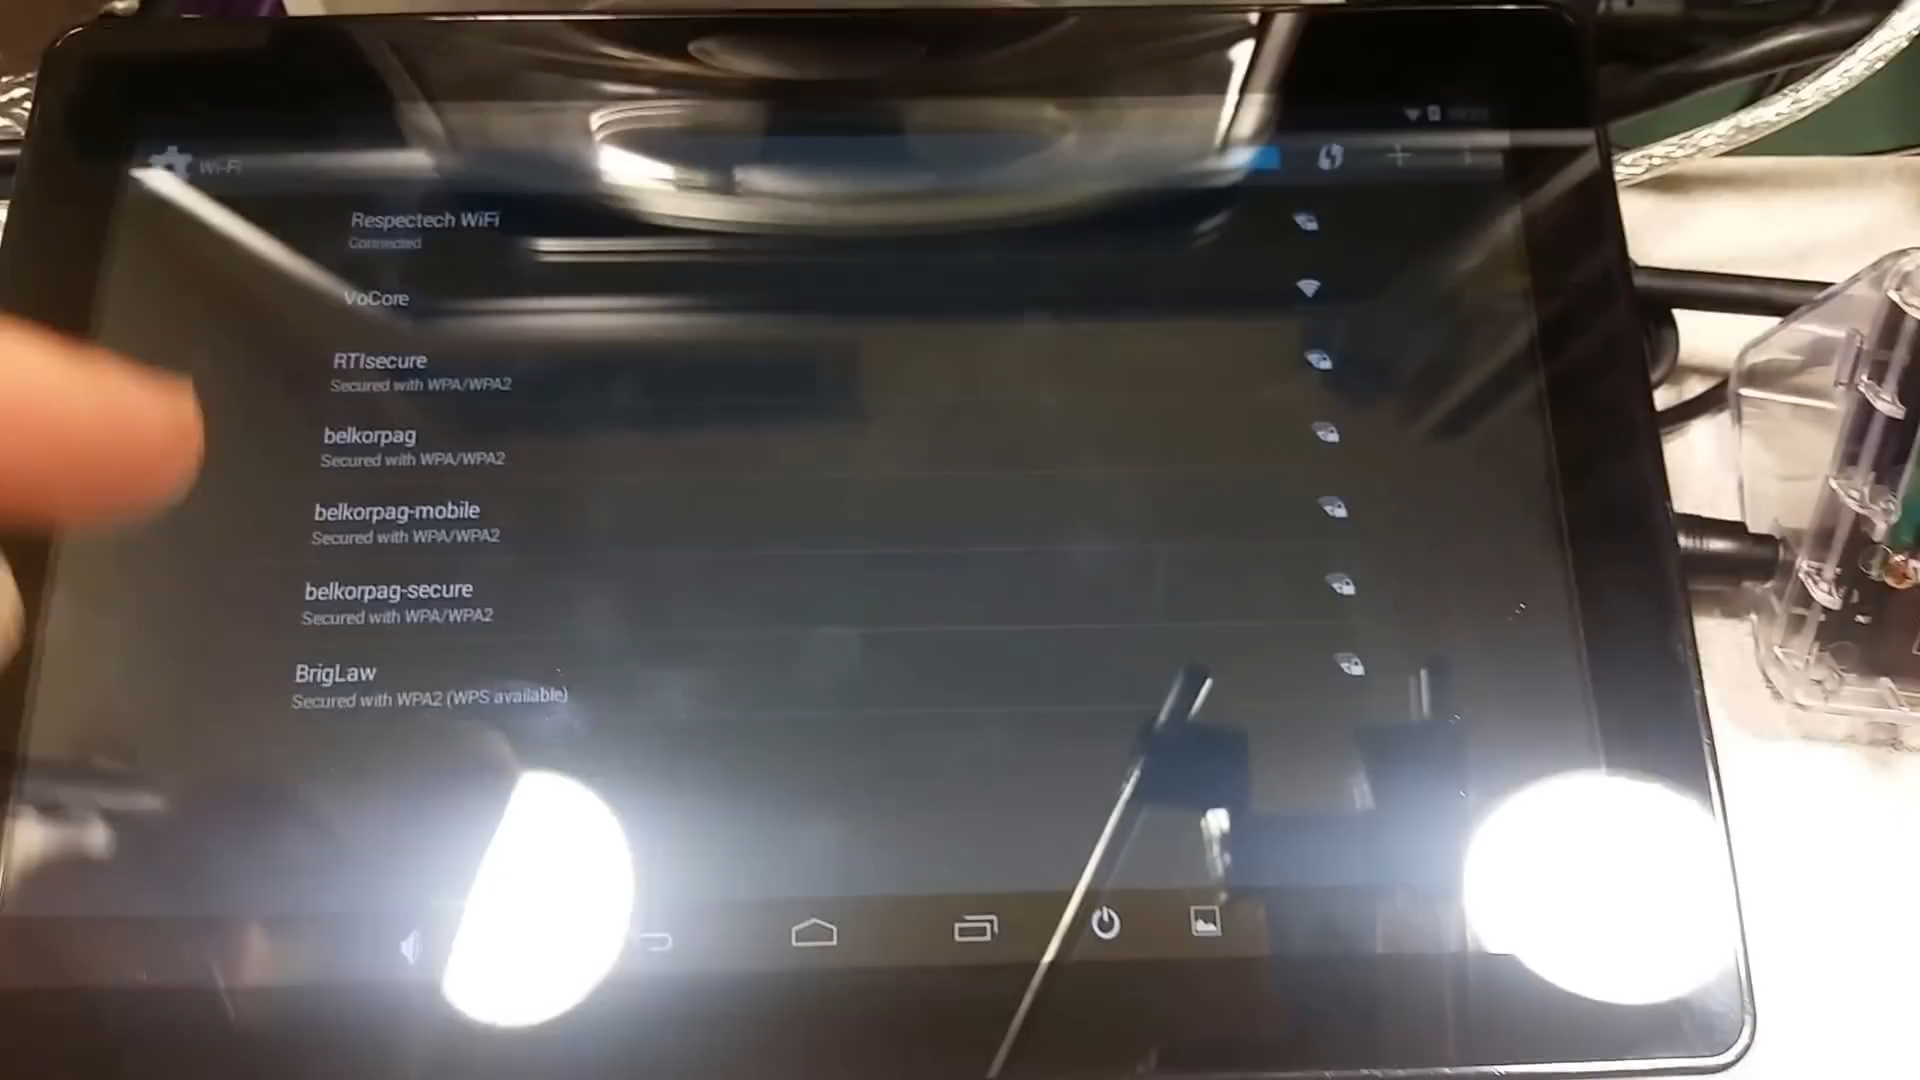 Wi-Fi
Respectech WiFi
Connected
VoCore
RTIsecure
Secured with WPA/WPA2
belkorpag
Secured with WPA/WPA2
belkorpag-mobile
Secured with WPA/WPA2
belkorpag-secure
Secured with WPA/WPA2
BrigLaw
Secured with WPA2 (WPS available)